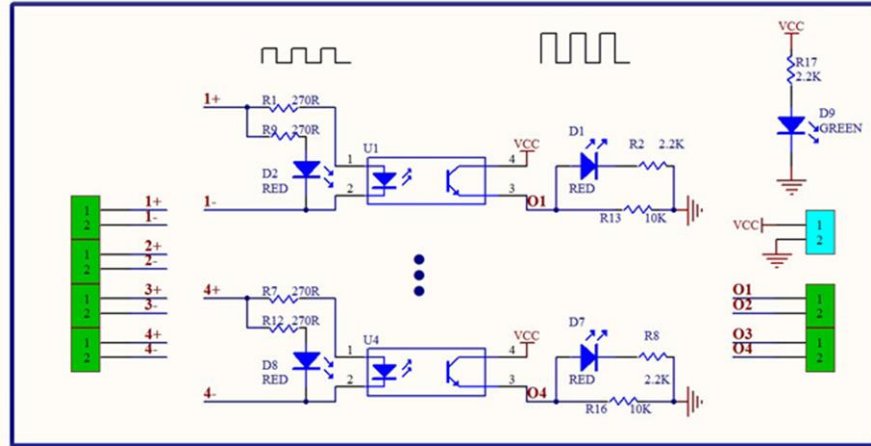 VCC
R17
2.2K
D9
GREEN
1+
R1 270R
R9 270R
D2
RED
1-
U1
1
2
4
3
VCC
O1
D1
RED
R2 2.2K
R13 10K
1 1+
2 1-
1 2+
2 2-
1 3+
2 3-
1 4+
2 4-
VCC
1
2
4+
R7 270R
R12 270R
D8
RED
4-
U4
1
2
4
3
VCC
O4
D7
RED
R8
2.2K
R16 10K
O1 1
O2 2
O3 1
O4 2